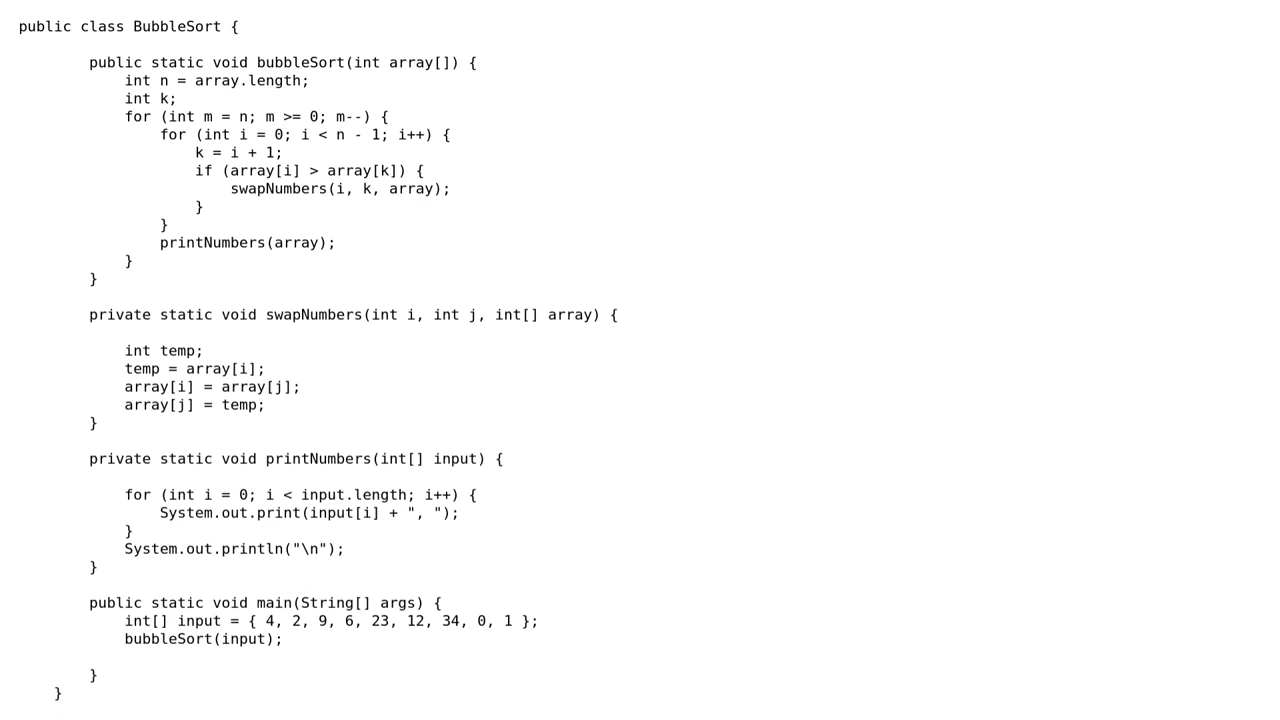 public class BubbleSort {

        public static void bubbleSort(int array[]) {
            int n = array.length;
            int k;
            for (int m = n; m >= 0; m--) {
                for (int i = 0; i < n - 1; i++) {
                    k = i + 1;
                    if (array[i] > array[k]) {
                        swapNumbers(i, k, array);
                    }
                }
                printNumbers(array);
            }
        }

        private static void swapNumbers(int i, int j, int[] array) {

            int temp;
            temp = array[i];
            array[i] = array[j];
            array[j] = temp;
        }

        private static void printNumbers(int[] input) {

            for (int i = 0; i < input.length; i++) {
                System.out.print(input[i] + ", ");
            }
            System.out.println("\n");
        }

        public static void main(String[] args) {
            int[] input = { 4, 2, 9, 6, 23, 12, 34, 0, 1 };
            bubbleSort(input);

        }
    }